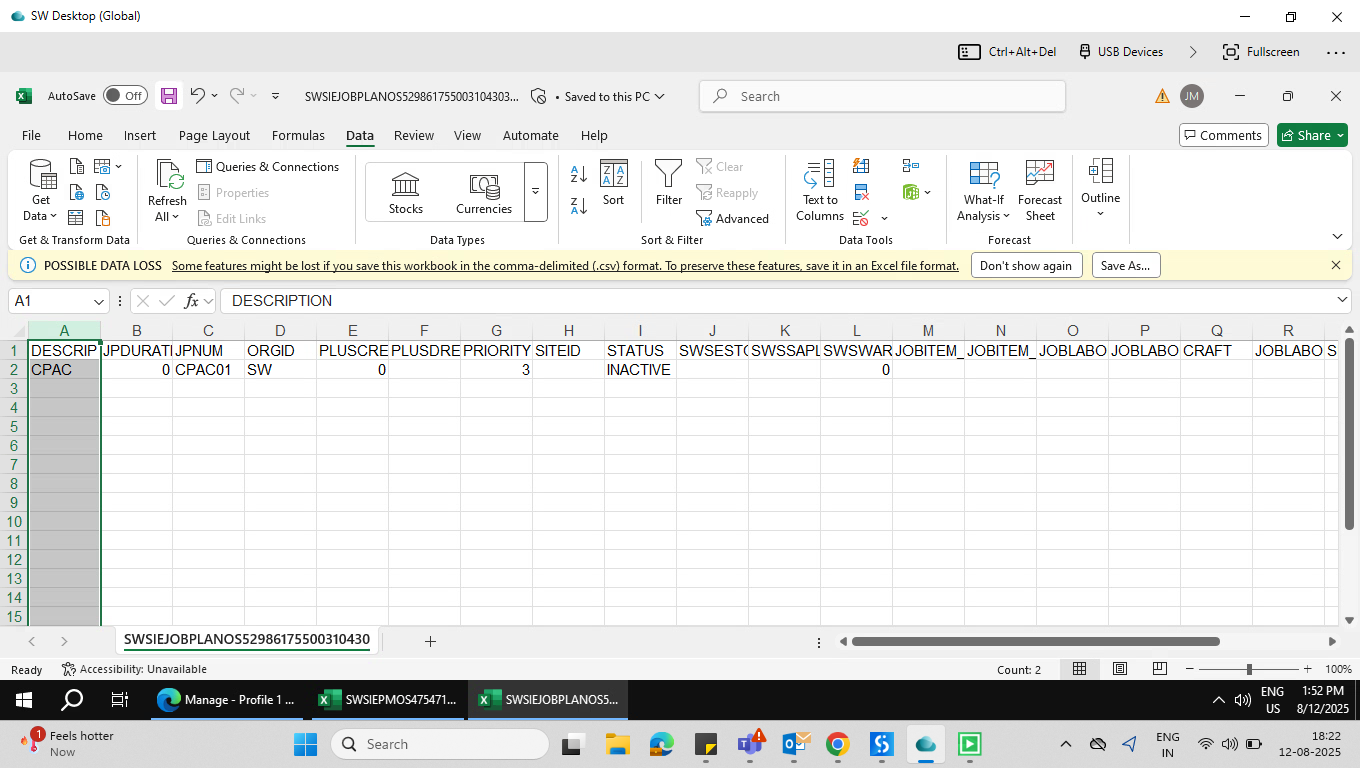 SW Desktop (Global)
Ctrl+Alt+Del USB Devices Fullscreen
AutoSave Off SWSIEJOBPLANOS529861755003104303... • Saved to this PC Search JM
File Home Insert Page Layout Formulas Data Review View Automate Help Comments Share
Get Data Refresh All Queries & Connections Properties Edit Links Stocks Currencies Sort Filter Clear Reapply Advanced Text to Columns What-If Analysis Forecast Sheet Outline
Get & Transform Data Queries & Connections Data Types Sort & Filter Data Tools Forecast
POSSIBLE DATA LOSS Some features might be lost if you save this workbook in the comma-delimited (.csv) format. To preserve these features, save it in an Excel file format. Don't show again Save As...
A1 fx DESCRIPTION
A B C D E F G H I J K L M N O P Q R
1 DESCRIP JPDURATI JPNUM ORGID PLUSCRE PLUSDRE PRIORITY SITEID STATUS SWSESTC SWSSAPL SWSWAR JOBITEM_ JOBITEM_ JOBLABO JOBLABO CRAFT JOBLABO S
2 CPAC 0 CPAC01 SW 0 3 INACTIVE 0
3
4
5
6
7
8
9
10
11
12
13
14
15
SWSIEJOBPLANOS52986175500310430
Ready Accessibility: Unavailable Count: 2 100%
Manage - Profile 1 ... SWSIEPMOS475471... SWSIEJOBPLANOS5... ENG US 1:52 PM 8/12/2025
1 Feels hotter Now Search ENG IN 18:22 12-08-2025